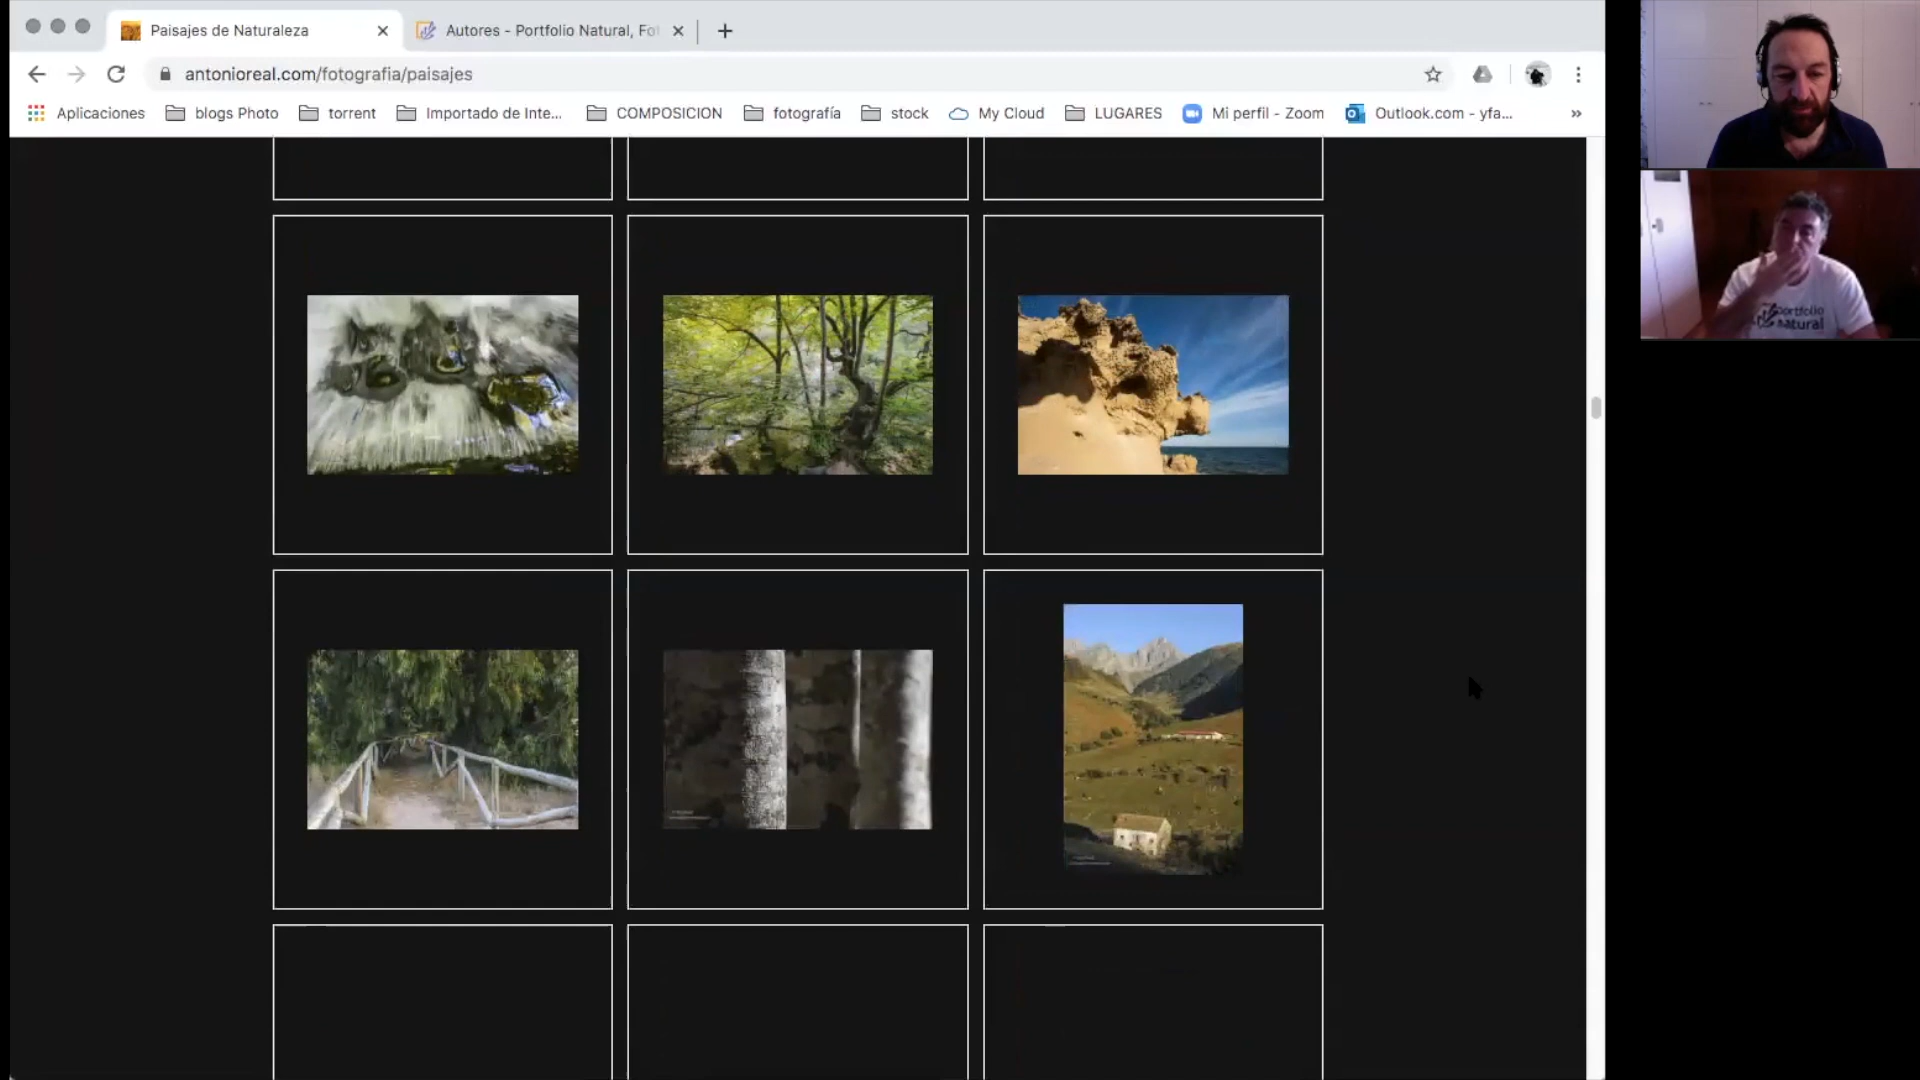 Paisajes de Naturaleza
Autores - Portfolio Natural, Fo
antonioreal.com/fotografia/paisajes
Aplicaciones blogs Photo torrent Importado de Inte... COMPOSICION fotografía stock My Cloud LUGARES Mi perfil - Zoom Outlook.com - yfa... »
Portfolio
Natural